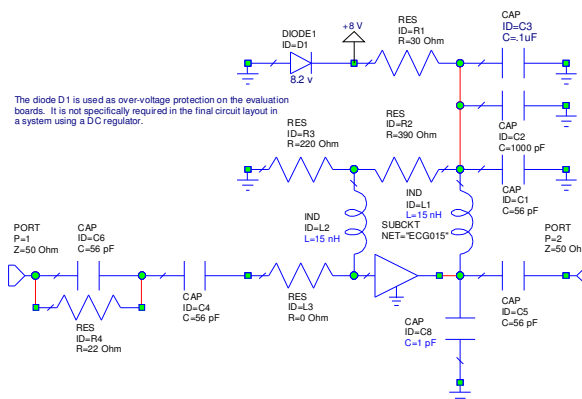 DIODE1
ID=D1
8.2 v
+8 V
RES
ID=R1
R=30 Ohm
CAP
ID=C3
C=.1uF
The diode D1 is used as over-voltage protection on the evaluation
boards. It is not specifically required in the final circuit layout in
a system using a DC regulator.
RES
ID=R3
R=220 Ohm
RES
ID=R2
R=390 Ohm
CAP
ID=C2
C=1000 pF
CAP
ID=C1
C=56 pF
IND
ID=L2
L=15 nH
IND
ID=L1
L=15 nH
SUBCKT
NET="ECG015"
PORT
P=1
Z=50 Ohm
CAP
ID=C6
C=56 pF
RES
ID=R4
R=22 Ohm
CAP
ID=C4
C=56 pF
RES
ID=L3
R=0 Ohm
CAP
ID=C8
C=1 pF
CAP
ID=C5
C=56 pF
PORT
P=2
Z=50 Oh